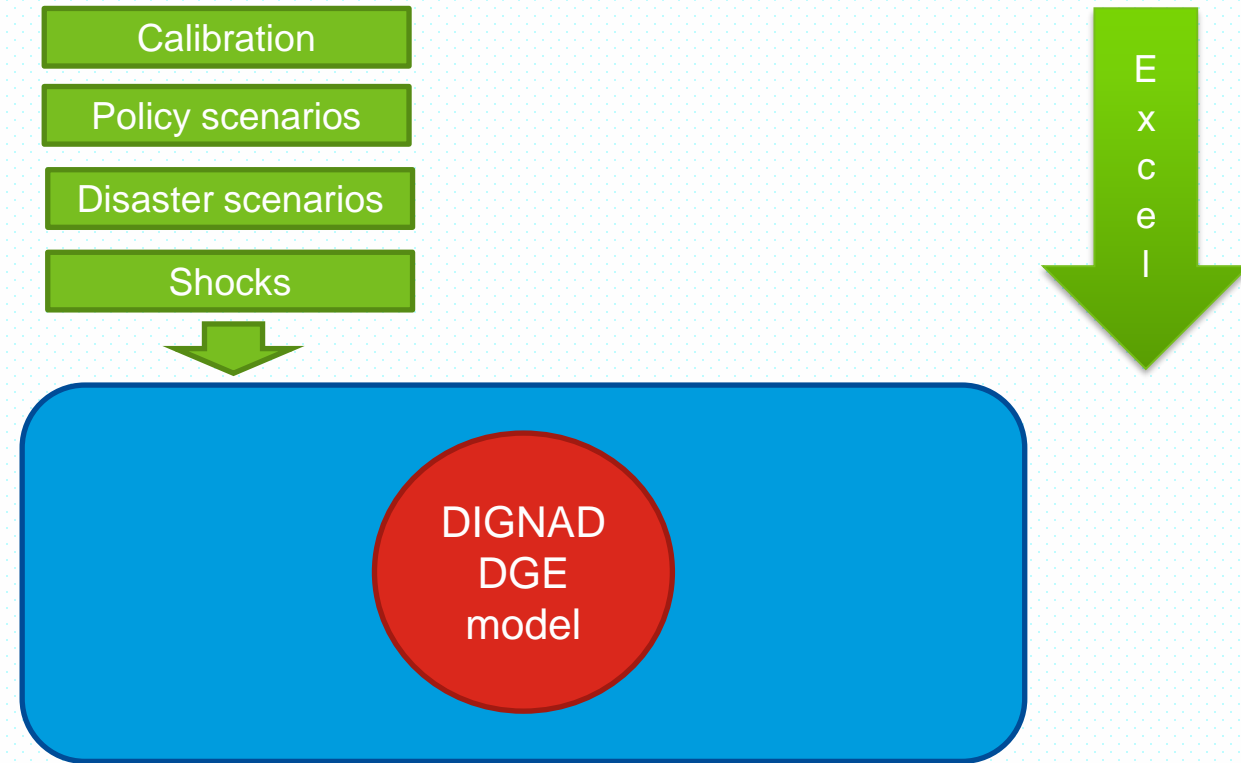 Calibration
Policy scenarios
Disaster scenarios
Shocks
E
x
c
e
l
DIGNAD
DGE
model